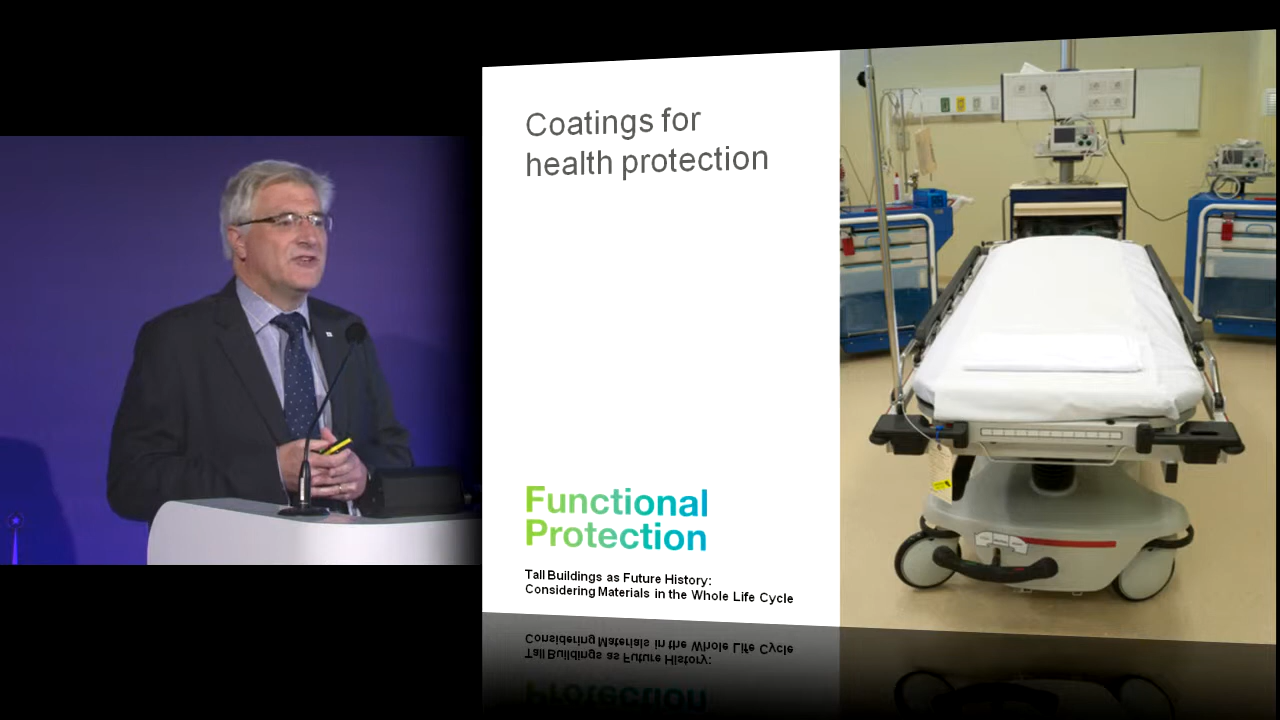 Coatings for
health protection
Functional
Protection
Tall Buildings as Future History:
Considering Materials in the Whole Life Cycle